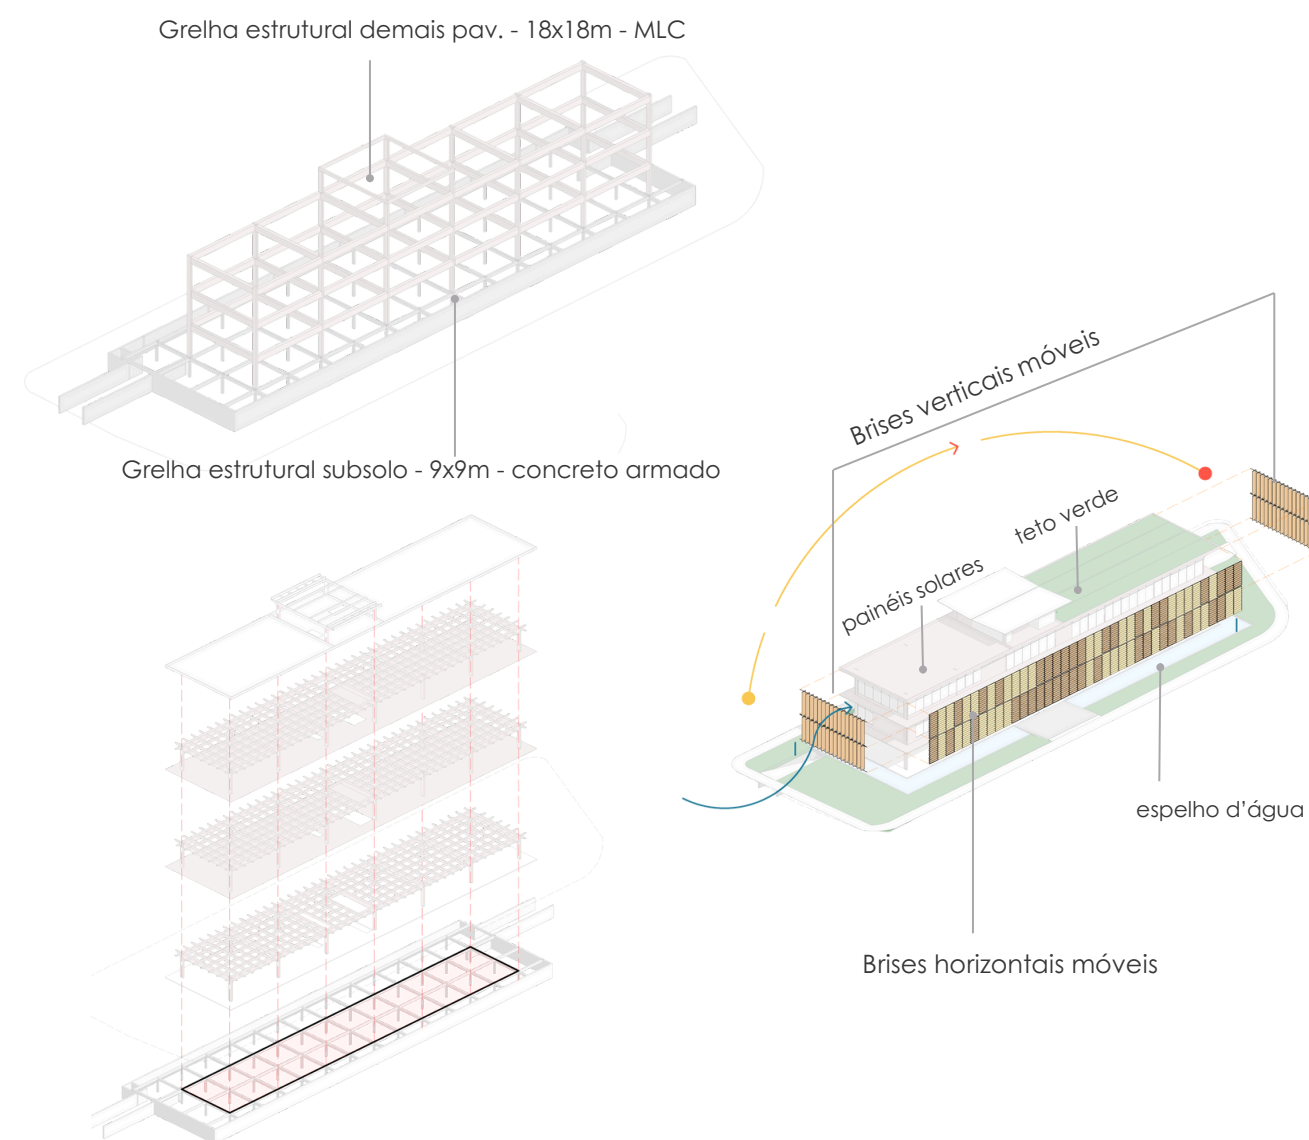 Grelha estrutural demais pav. - 18x18m - MLC
Grelha estrutural subsolo - 9x9m - concreto armado
Brises verticais móveis
teto verde
painéis solares
espelho d'água
Brises horizontais móveis